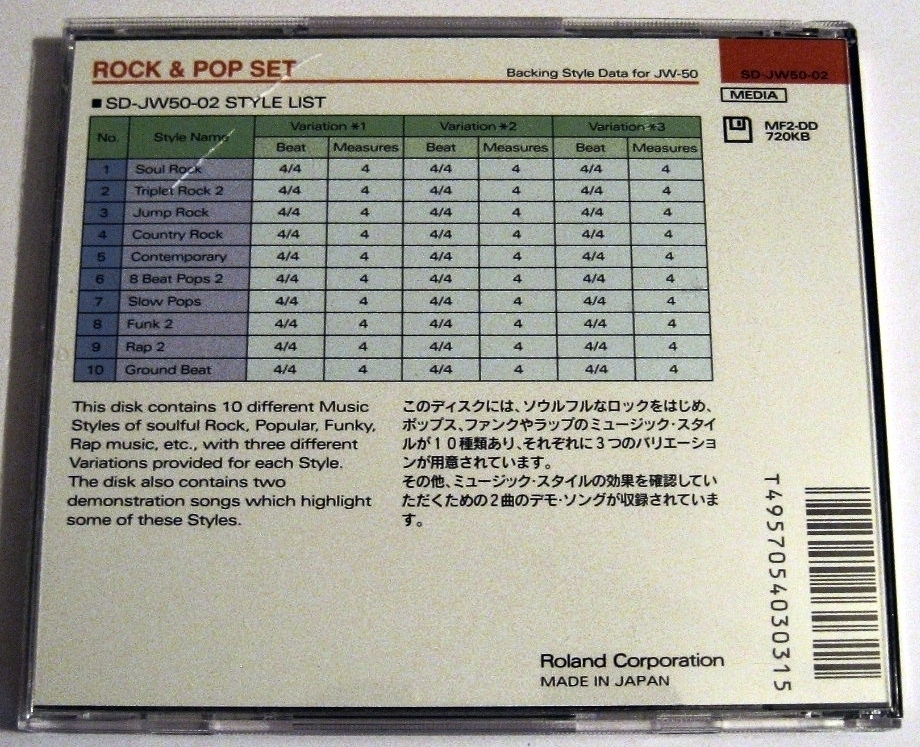 ROCK & POP SET
Backing Style Data for JW-50
SD-JW50-02
■SD-JW50-02 STYLE LIST
MEDIA
MF2-DD
720KB
No. Style Name Variation *1 Variation *2 Variation *3
Beat Measures Beat Measures Beat Measures
1 Soul Rock 4/4 4 4/4 4 4/4 4
2 Triplet Rock 2 4/4 4 4/4 4 4/4 4
3 Jump Rock 4/4 4 4/4 4 4/4 4
4 Country Rock 4/4 4 4/4 4 4/4 4
5 Contemporary 4/4 4 4/4 4 4/4 4
6 8 Beat Pops 2 4/4 4 4/4 4 4/4 4
7 Slow Pops 4/4 4 4/4 4 4/4 4
8 Funk 2 4/4 4 4/4 4 4/4 4
9 Rap 2 4/4 4 4/4 4 4/4 4
10 Ground Beat 4/4 4 4/4 4 4/4 4
This disk contains 10 different Music
Styles of soulful Rock, Popular, Funky,
Rap music, etc., with three different
Variations provided for each Style.
The disk also contains two
demonstration songs which highlight
some of these Styles.
このディスクには、ソウルフルなロックをはじめ、
ポップス、ファンクやラップのミュージック・スタイ
ルが10種類あり、それぞれに3つのバリエーショ
ンが用意されています。
その他、ミュージック・スタイルの効果を確認してい
ただくための2曲のデモ・ソングが収録されていま
す。
T4957054030315
Roland Corporation
MADE IN JAPAN